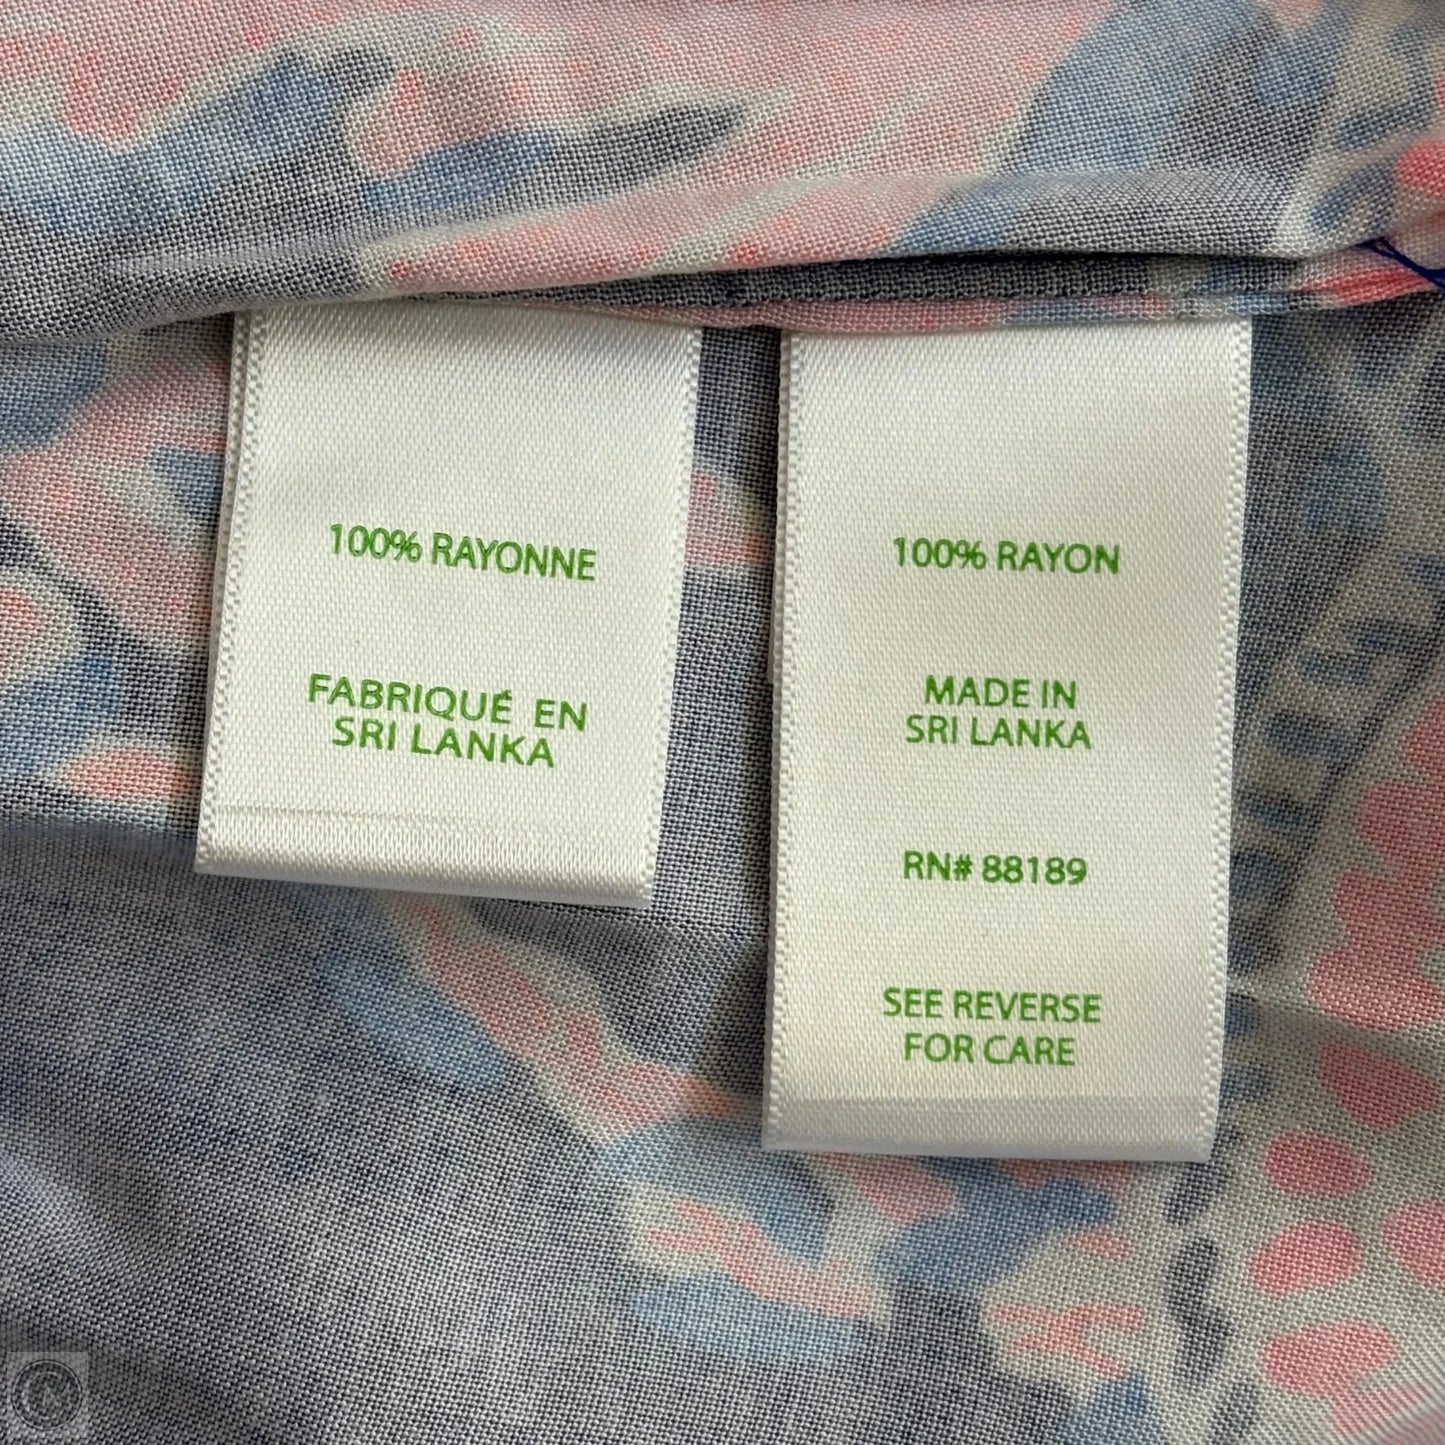 100% RAYONNE
FABRIQUÉ EN
SRI LANKA
100% RAYON
MADE IN
SRI LANKA
RN# 88189
SEE REVERSE
FOR CARE